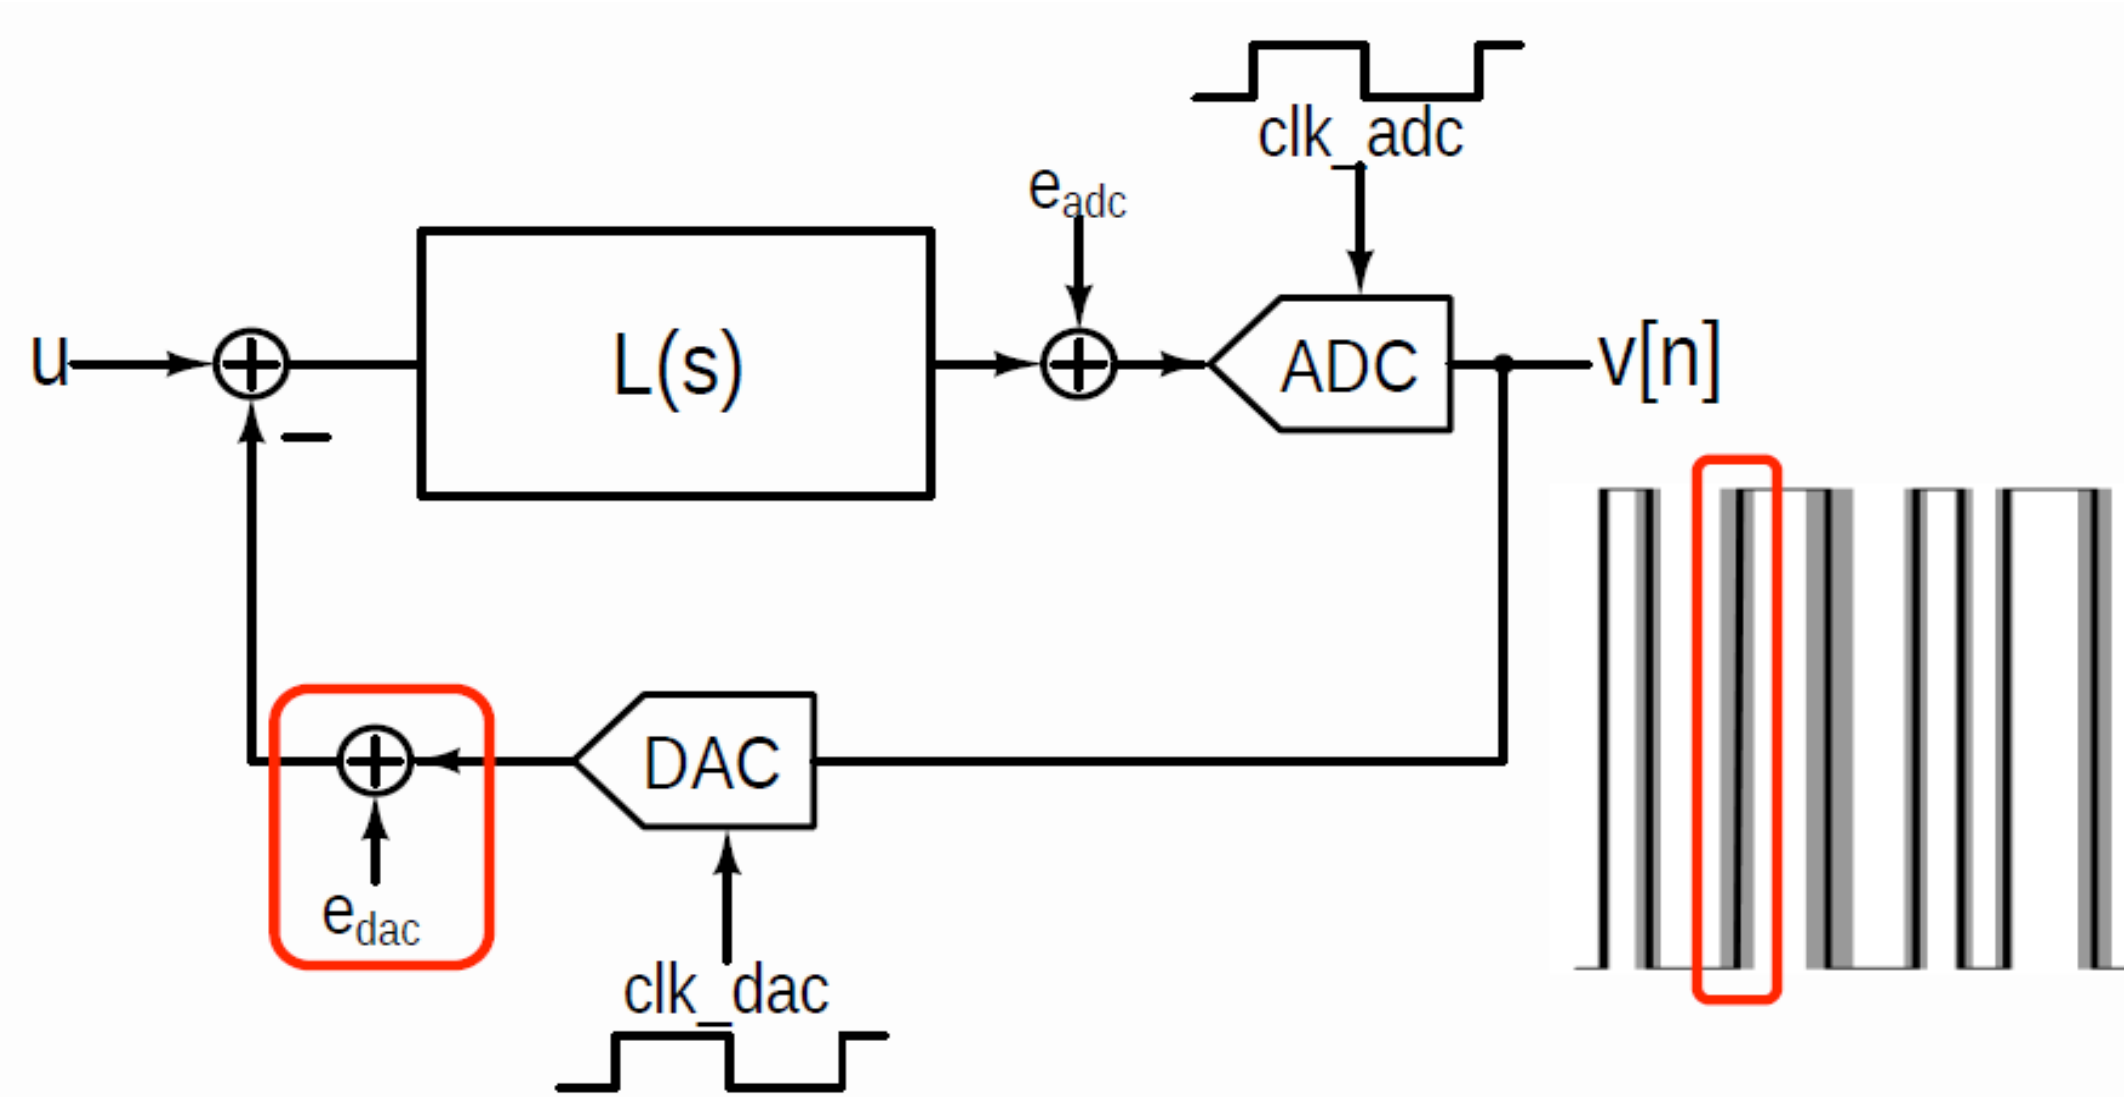 clk_adc
e_adc
u
L(s)
ADC
v[n]
–
DAC
e_dac
clk_dac